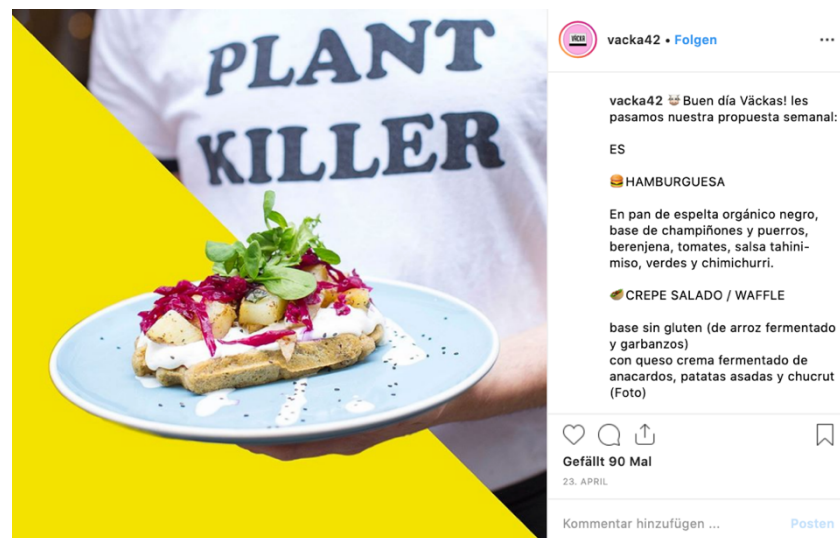 PLANT
KILLER
VÄCKA
vacka42 • Folgen
vacka42 🐮Buen día Väckas! les
pasamos nuestra propuesta semanal:
ES
🍔HAMBURGUESA
En pan de espelta orgánico negro,
base de champiñones y puerros,
berenjena, tomates, salsa tahini-
miso, verdes y chimichurri.
🥙CREPE SALADO / WAFFLE
base sin gluten (de arroz fermentado
y garbanzos)
con queso crema fermentado de
anacardos, patatas asadas y chucrut
(Foto)
Gefällt 90 Mal
23. APRIL
Kommentar hinzufügen ...
Posten